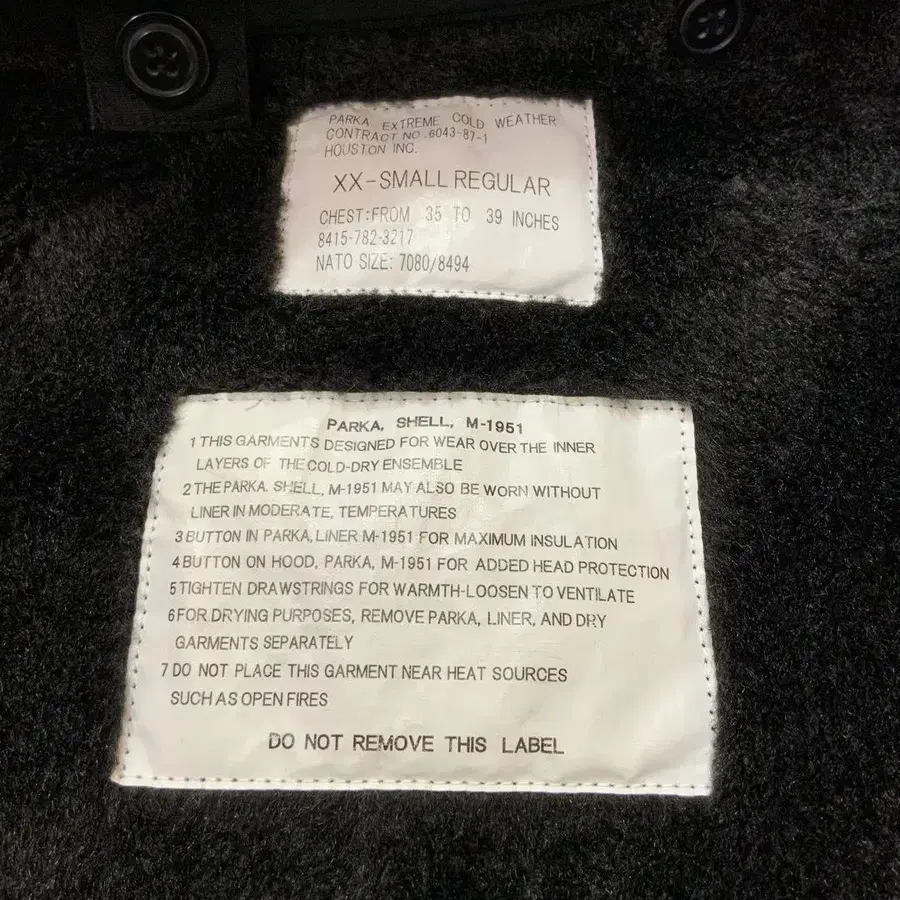 PARKA EXTREME COLD WEATHER
CONTRACT NO.6043-87-1
HOUSTON INC.
XX-SMALL REGULAR
CHEST:FROM 35 TO 39 INCHES
8415-782-3217
NATO SIZE: 7080/8494
PARKA, SHELL, M-1951
1 THIS GARMENTS DESIGNED FOR WEAR OVER THE INNER
LAYERS OF THE COLD-DRY ENSEMBLE
2 THE PARKA. SHELL, M-1951 MAY ALSO BE WORN WITHOUT
LINER IN MODERATE, TEMPERATURES
3 BUTTON IN PARKA, LINER M-1951 FOR MAXIMUM INSULATION
4 BUTTON ON HOOD, PARKA, M-1951 FOR ADDED HEAD PROTECTION
5 TIGHTEN DRAWSTRINGS FOR WARMTH-LOOSEN TO VENTILATE
6 FOR DRYING PURPOSES, REMOVE PARKA, LINER, AND DRY
GARMENTS SEPARATELY
7 DO NOT PLACE THIS GARMENT NEAR HEAT SOURCES
SUCH AS OPEN FIRES
DO NOT REMOVE THIS LABEL